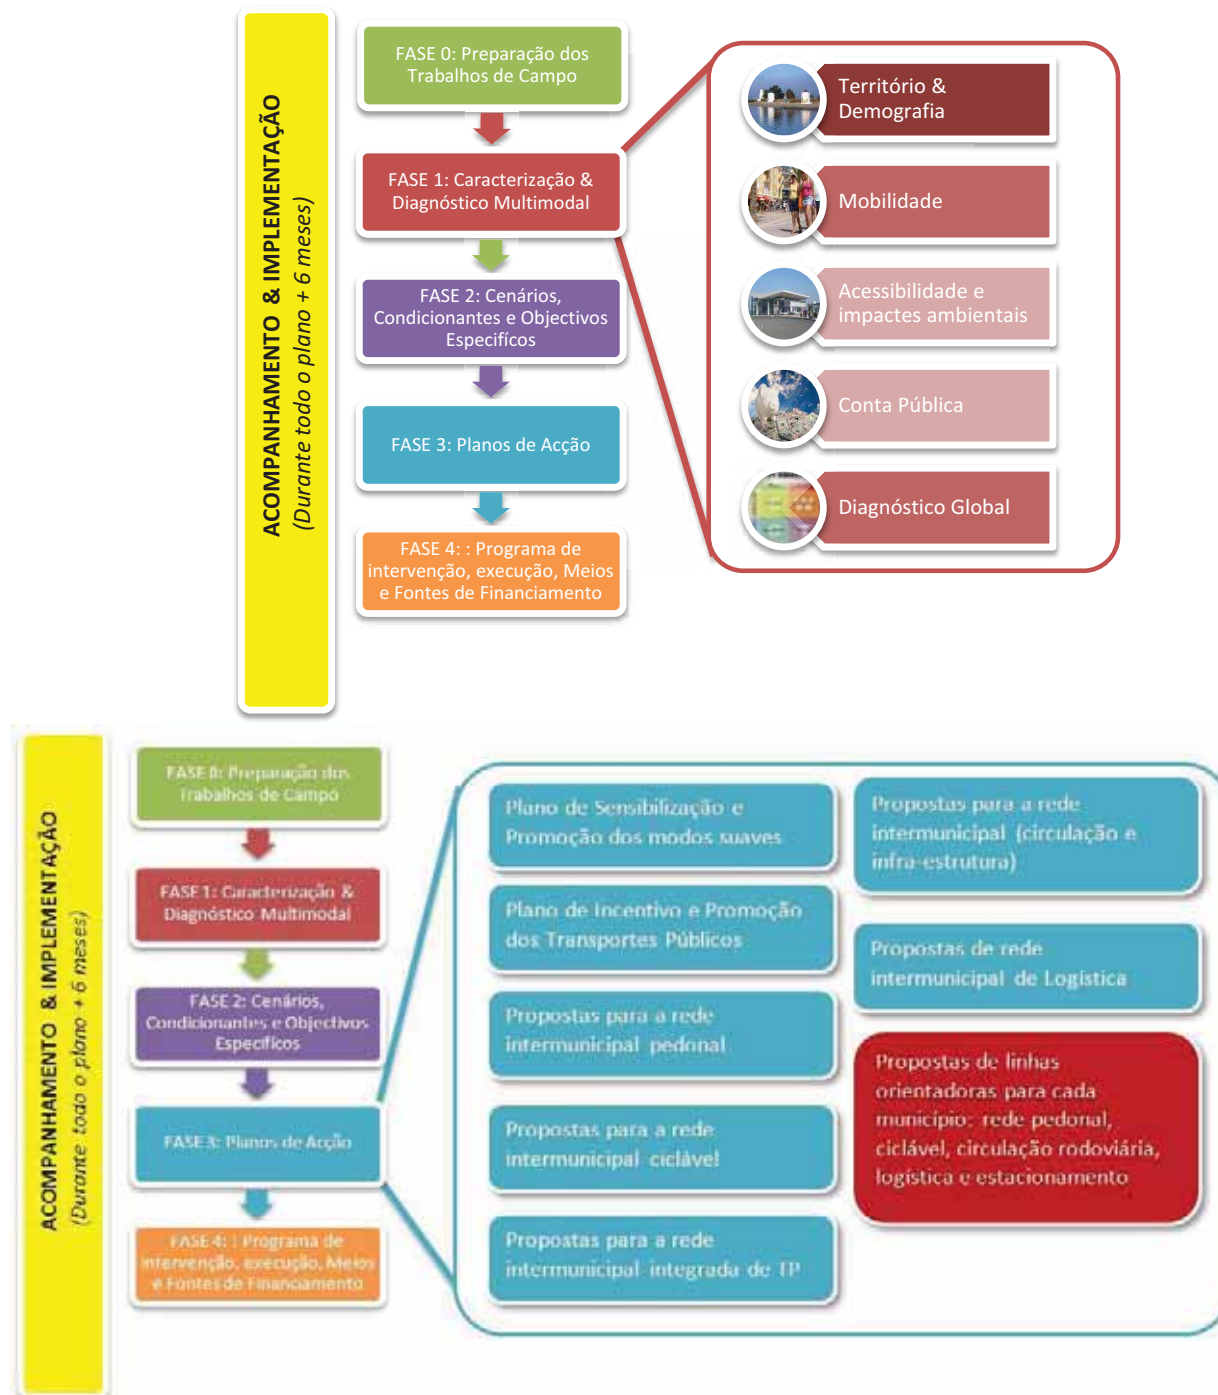 ACOMPANHAMENTO & IMPLEMENTAÇÃO
(Durante todo o plano + 6 meses)
FASE 0: Preparação dos
Trabalhos de Campo
FASE 1: Caracterização &
Diagnóstico Multimodal
FASE 2: Cenários,
Condicionantes e Objectivos
Especifícos
FASE 3: Planos de Acção
FASE 4: : Programa de
intervenção, execução, Meios
e Fontes de Financiamento
Território &
Demografia
Mobilidade
Acessibilidade e
impactes ambientais
Conta Pública
Diagnóstico Global
ACOMPANHAMENTO & IMPLEMENTAÇÃO
(Durante todo o plano + 6 meses)
FASE 0: Preparação dos
Trabalhos de Campo
FASE 1: Caracterização &
Diagnóstico Multimodal
FASE 2: Cenários,
Condicionantes e Objectivos
Especifícos
FASE 3: Planos de Acção
FASE 4: : Programa de
intervenção, execução, Meios
e Fontes de Financiamento
Plano de Sensibilização e
Promoção dos modos suaves
Plano de Incentivo e Promoção
dos Transportes Públicos
Propostas para a rede
intermunicipal pedonal
Propostas para a rede
intermunicipal ciclável
Propostas para a rede
intermunicipal integrada de TP
Propostas para a rede
intermunicipal (circulação e
infra-estrutura)
Propostas de rede
intermunicipal de Logística
Propostas de linhas
orientadoras para cada
município: rede pedonal,
ciclável, circulação rodoviária,
logística e estacionamento